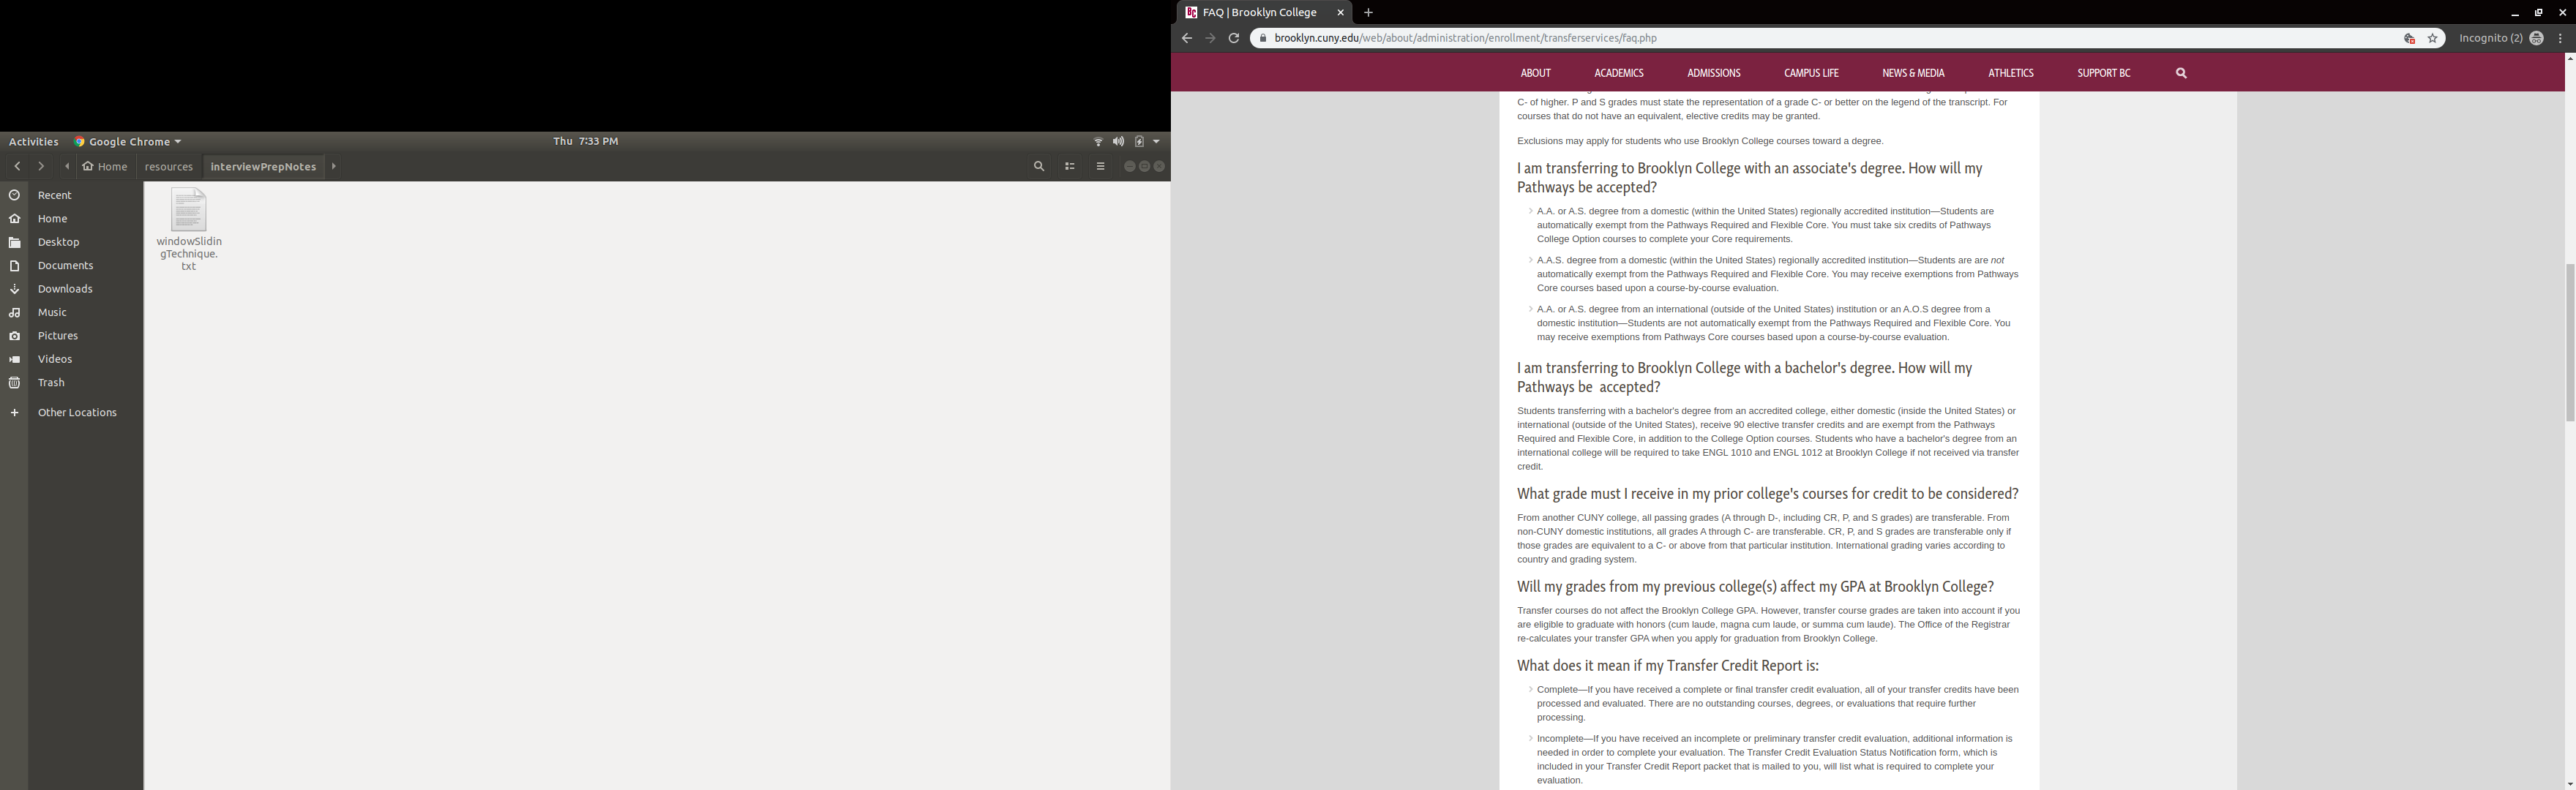 Activities Google Chrome Thu 7:33 PM
Home resources interviewPrepNotes
Recent
Home
Desktop
Documents
Downloads
Music
Pictures
Videos
Trash
Other Locations
windowSlidin
gTechnique.
txt
FAQ | Brooklyn College
brooklyn.cuny.edu/web/about/administration/enrollment/transferservices/faq.php Incognito (2)
ABOUT ACADEMICS ADMISSIONS CAMPUS LIFE NEWS & MEDIA ATHLETICS SUPPORT BC
C- of higher. P and S grades must state the representation of a grade C- or better on the legend of the transcript. For
courses that do not have an equivalent, elective credits may be granted.
Exclusions may apply for students who use Brooklyn College courses toward a degree.
I am transferring to Brooklyn College with an associate's degree. How will my
Pathways be accepted?
A.A. or A.S. degree from a domestic (within the United States) regionally accredited institution—Students are
automatically exempt from the Pathways Required and Flexible Core. You must take six credits of Pathways
College Option courses to complete your Core requirements.
A.A.S. degree from a domestic (within the United States) regionally accredited institution—Students are are not
automatically exempt from the Pathways Required and Flexible Core. You may receive exemptions from Pathways
Core courses based upon a course-by-course evaluation.
A.A. or A.S. degree from an international (outside of the United States) institution or an A.O.S degree from a
domestic institution—Students are not automatically exempt from the Pathways Required and Flexible Core. You
may receive exemptions from Pathways Core courses based upon a course-by-course evaluation.
I am transferring to Brooklyn College with a bachelor's degree. How will my
Pathways be accepted?
Students transferring with a bachelor's degree from an accredited college, either domestic (inside the United States) or
international (outside of the United States), receive 90 elective transfer credits and are exempt from the Pathways
Required and Flexible Core, in addition to the College Option courses. Students who have a bachelor's degree from an
international college will be required to take ENGL 1010 and ENGL 1012 at Brooklyn College if not received via transfer
credit.
What grade must I receive in my prior college's courses for credit to be considered?
From another CUNY college, all passing grades (A through D-, including CR, P, and S grades) are transferable. From
non-CUNY domestic institutions, all grades A through C- are transferable. CR, P, and S grades are transferable only if
those grades are equivalent to a C- or above from that particular institution. International grading varies according to
country and grading system.
Will my grades from my previous college(s) affect my GPA at Brooklyn College?
Transfer courses do not affect the Brooklyn College GPA. However, transfer course grades are taken into account if you
are eligible to graduate with honors (cum laude, magna cum laude, or summa cum laude). The Office of the Registrar
re-calculates your transfer GPA when you apply for graduation from Brooklyn College.
What does it mean if my Transfer Credit Report is:
Complete—If you have received a complete or final transfer credit evaluation, all of your transfer credits have been
processed and evaluated. There are no outstanding courses, degrees, or evaluations that require further
processing.
Incomplete—If you have received an incomplete or preliminary transfer credit evaluation, additional information is
needed in order to complete your evaluation. The Transfer Credit Evaluation Status Notification form, which is
included in your Transfer Credit Report packet that is mailed to you, will list what is required to complete your
evaluation.